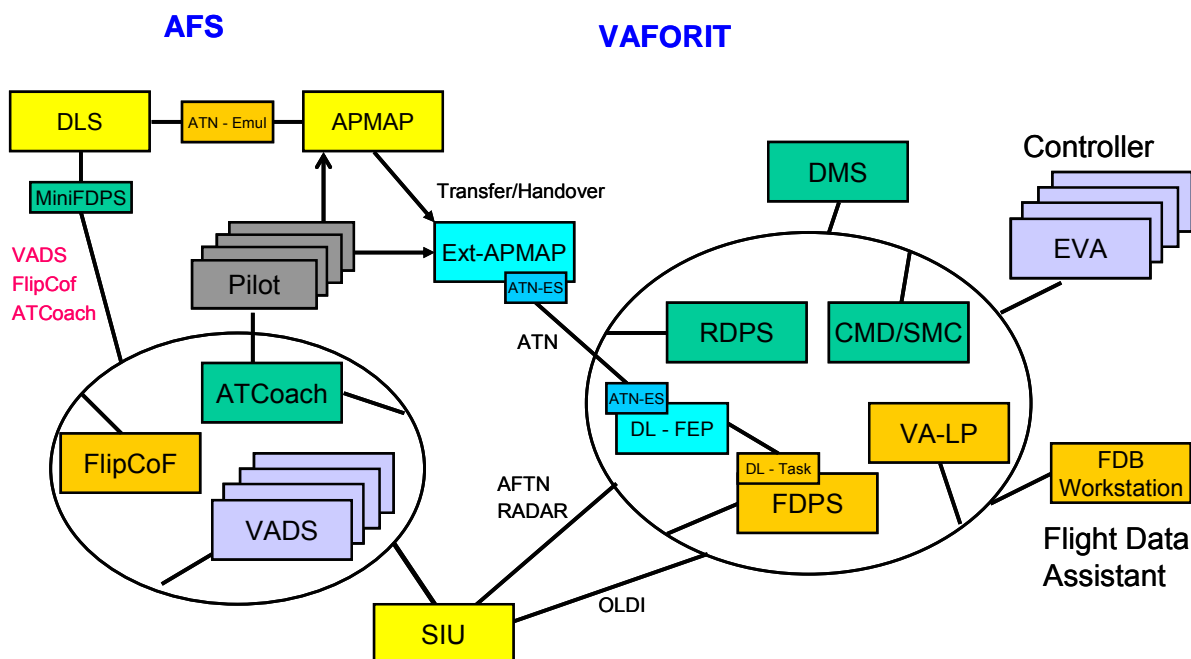 AFS
VAFORIT
DLS
ATN - Emul
APMAP
MiniFDPS
Transfer/Handover
DMS
Controller
EVA
VADS
FlipCof
ATCoach
Pilot
Ext-APMAP
ATN-ES
ATN
RDPS
CMD/SMC
ATCoach
ATN-ES
DL - FEP
VA-LP
FlipCoF
DL - Task
FDPS
FDB
Workstation
VADS
AFTN
RADAR
Flight Data
Assistant
OLDI
SIU